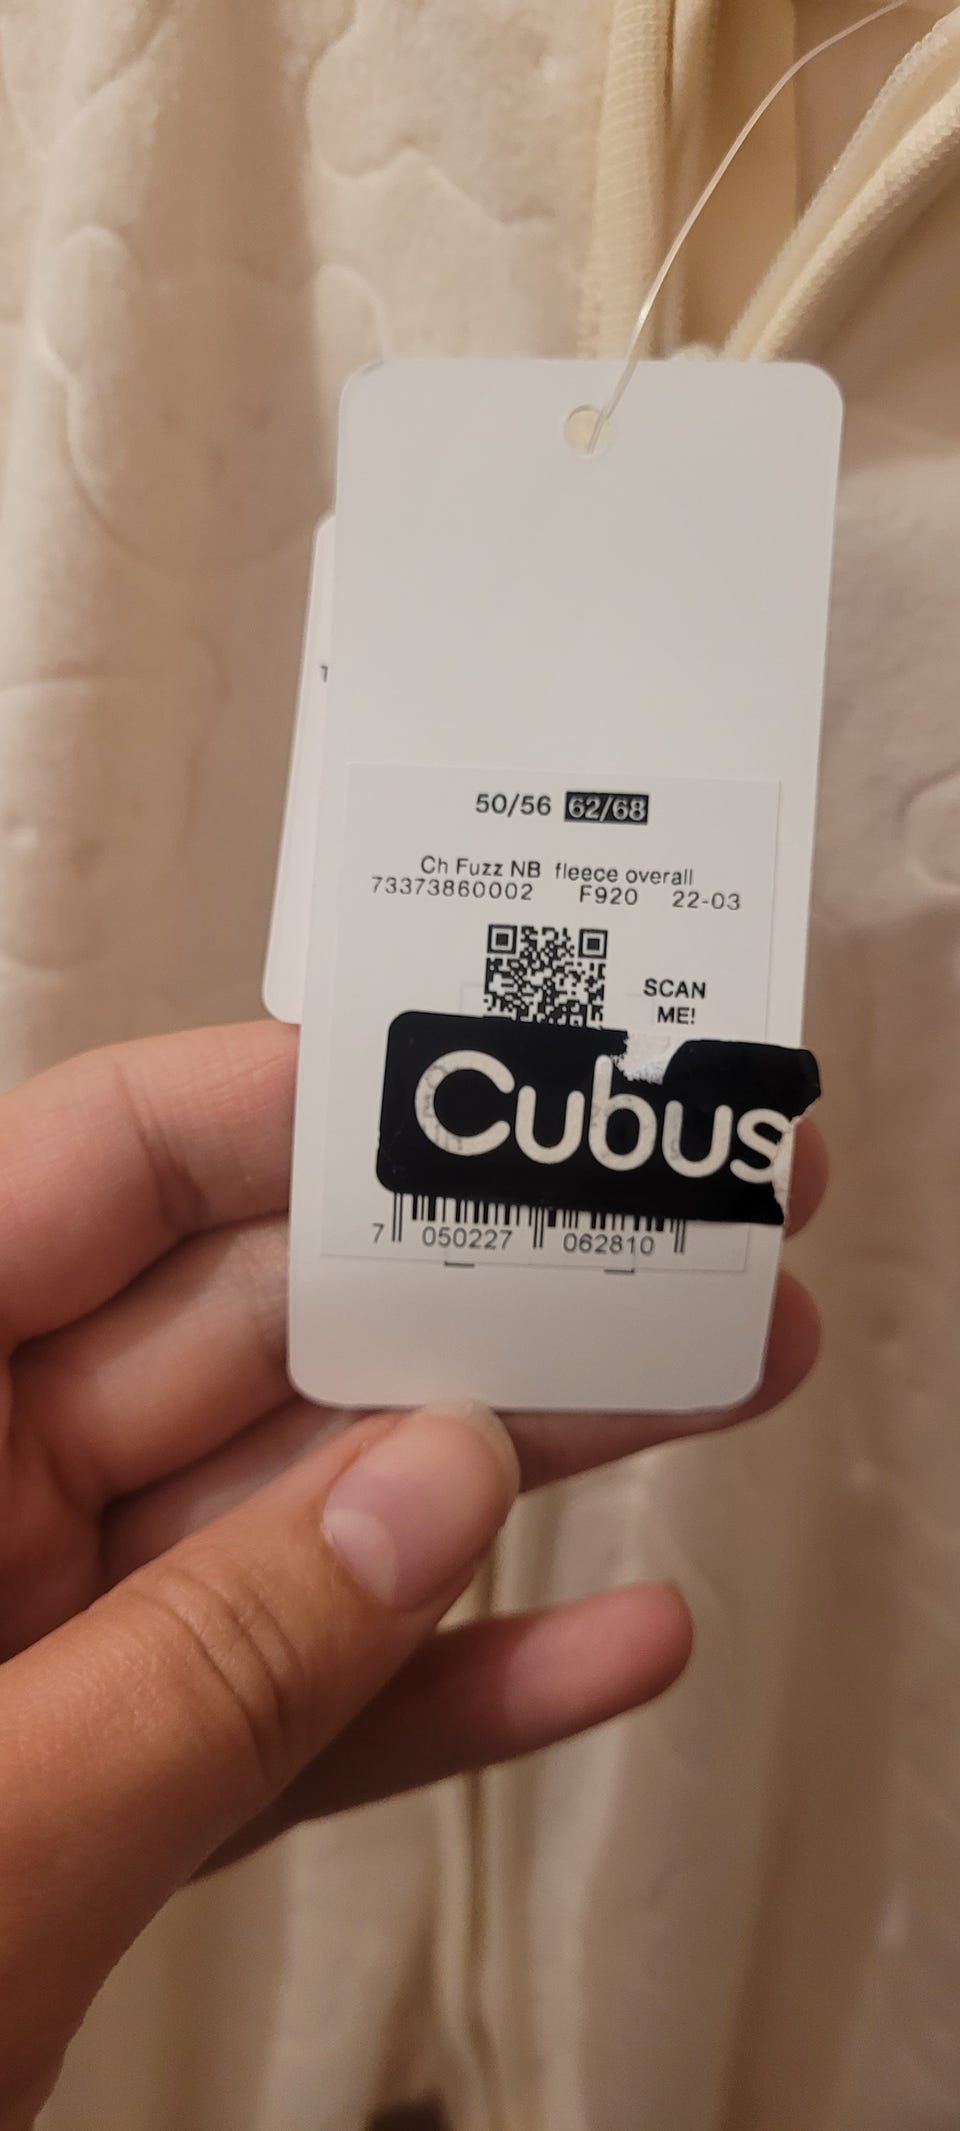 50/56 62/68
Ch Fuzz NB fleece overall
73373860002 F920 22-03
SCAN
ME!
Cubus
7 050227 062810